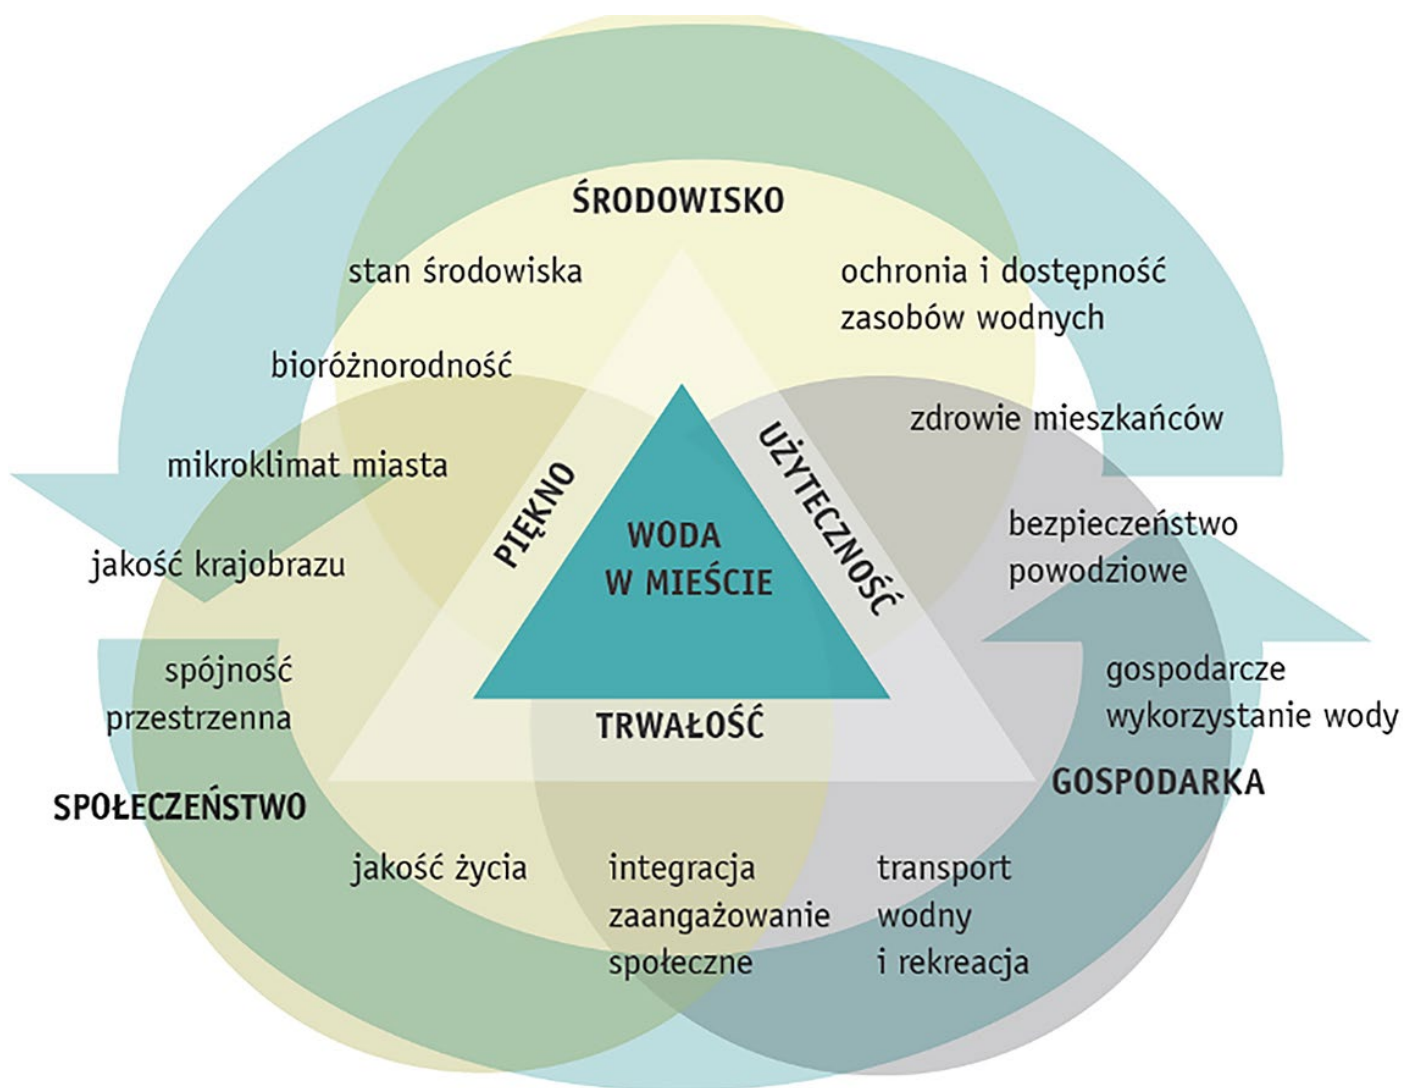 ŚRODOWISKO
stan środowiska
ochronia i dostępność
zasobów wodnych
bioróżnorodność
zdrowie mieszkańców
mikroklimat miasta
PIĘKNO
UŻYTECZNOŚĆ
WODA
W MIEŚCIE
bezpieczeństwo
powodziowe
jakość krajobrazu
spójność
przestrzenna
gospodarcze
wykorzystanie wody
TRWAŁOŚĆ
SPOŁECZEŃSTWO
GOSPODARKA
jakość życia
integracja
zaangażowanie
społeczne
transport
wodny
i rekreacja